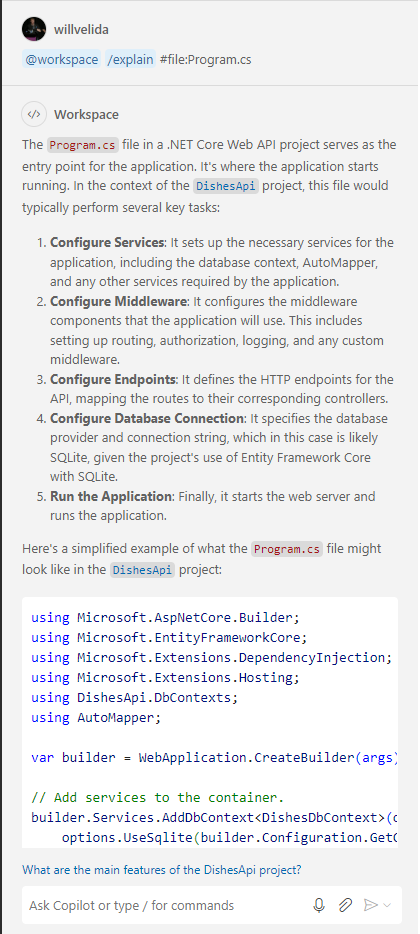 willvelida
@workspace /explain #file:Program.cs
Workspace
The Program.cs file in a .NET Core Web API project serves as the
entry point for the application. It's where the application starts
running. In the context of the DishesApi project, this file would
typically perform several key tasks:
1. Configure Services: It sets up the necessary services for the
application, including the database context, AutoMapper,
and any other services required by the application.
2. Configure Middleware: It configures the middleware
components that the application will use. This includes
setting up routing, authorization, logging, and any custom
middleware.
3. Configure Endpoints: It defines the HTTP endpoints for the
API, mapping the routes to their corresponding controllers.
4. Configure Database Connection: It specifies the database
provider and connection string, which in this case is likely
SQLite, given the project's use of Entity Framework Core
with SQLite.
5. Run the Application: Finally, it starts the web server and
runs the application.
Here's a simplified example of what the Program.cs file might
look like in the DishesApi project:
using Microsoft.AspNetCore.Builder;
using Microsoft.EntityFrameworkCore;
using Microsoft.Extensions.DependencyInjection;
using Microsoft.Extensions.Hosting;
using DishesApi.DbContexts;
using AutoMapper;
var builder = WebApplication.CreateBuilder(args)
// Add services to the container.
builder.Services.AddDbContext<DishesDbContext>(
options.UseSqlite(builder.Configuration.Get
What are the main features of the DishesApi project?
Ask Copilot or type / for commands